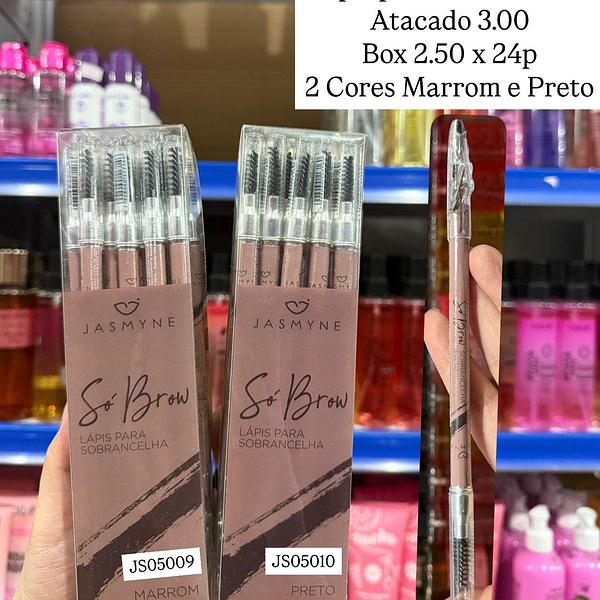 Atacado 3.00
Box 2.50 x 24p
2 Cores Marrom e Preto
JASMYNE
Só Brow
LÁPIS PARA
SOBRANCELHA
JS05009
MARROM
JASMYNE
Só Brow
LÁPIS PARA
SOBRANCELHA
JS05010
PRETO
Só Brow